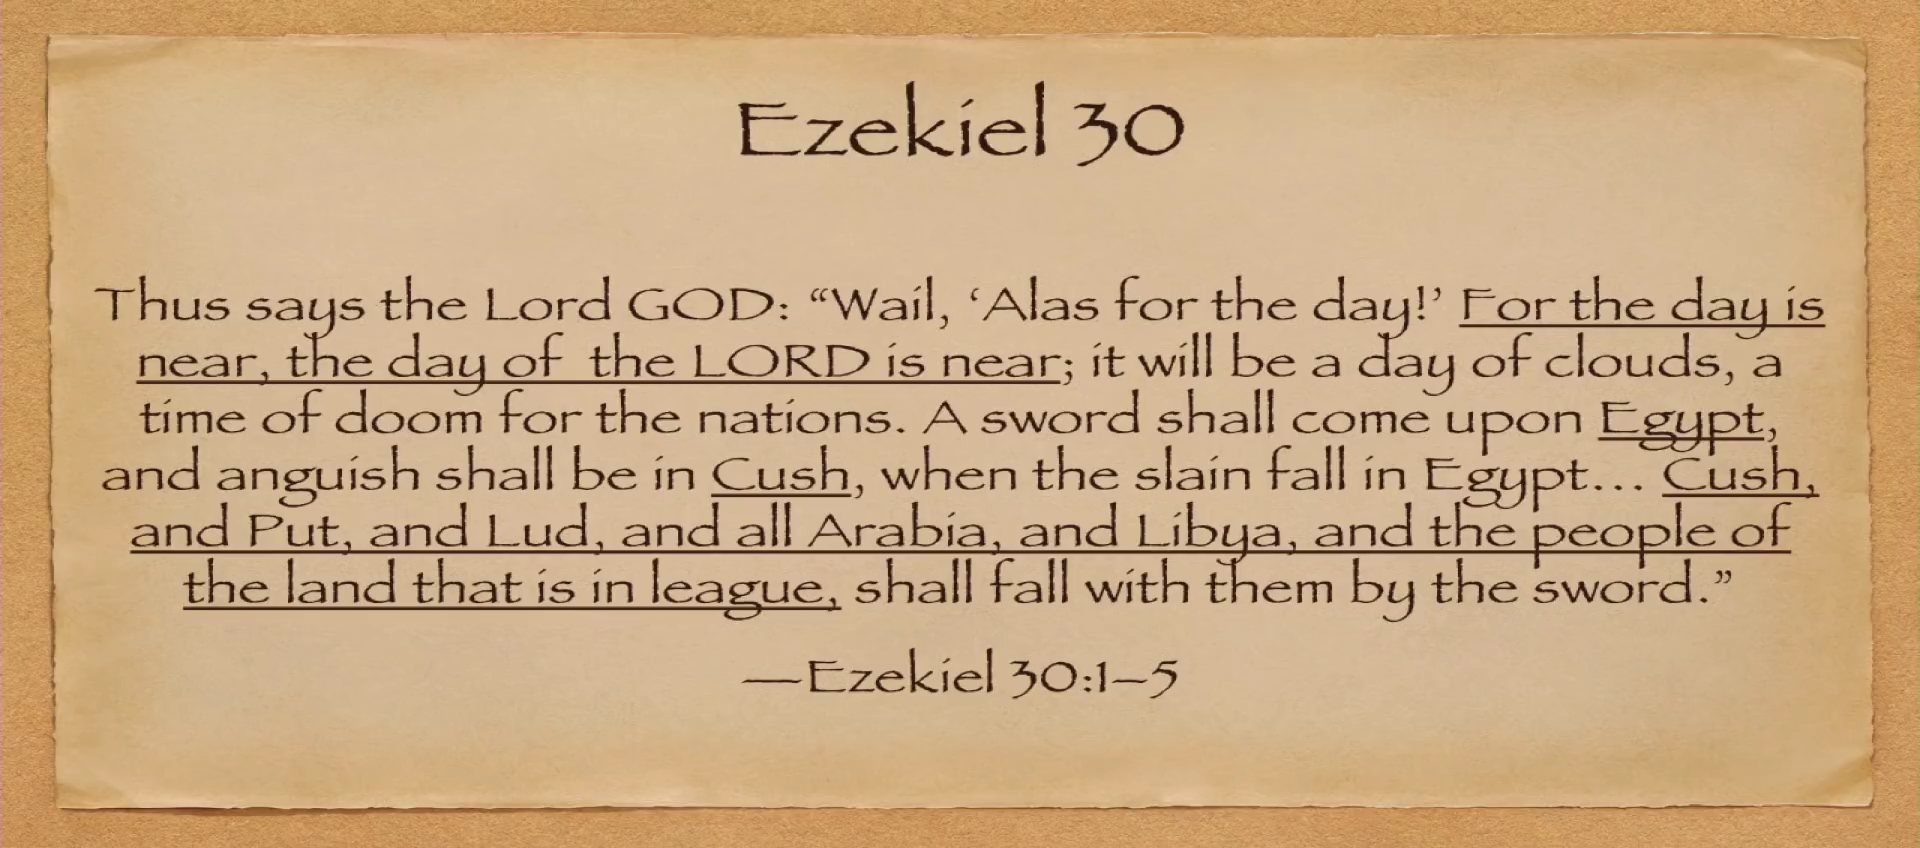 Ezekiel 30
Thus says the Lord GOD: “Wail, ‘Alas for the day!’ For the day is
near, the day of  the LORD is near; it will be a day of clouds, a
time of doom for the nations. A sword shall come upon Egypt,
and anguish shall be in Cush, when the slain fall in Egypt… Cush,
and Put, and Lud, and all Arabia, and Libya, and the people of
the land that is in league, shall fall with them by the sword.”
—Ezekiel 30:1–5